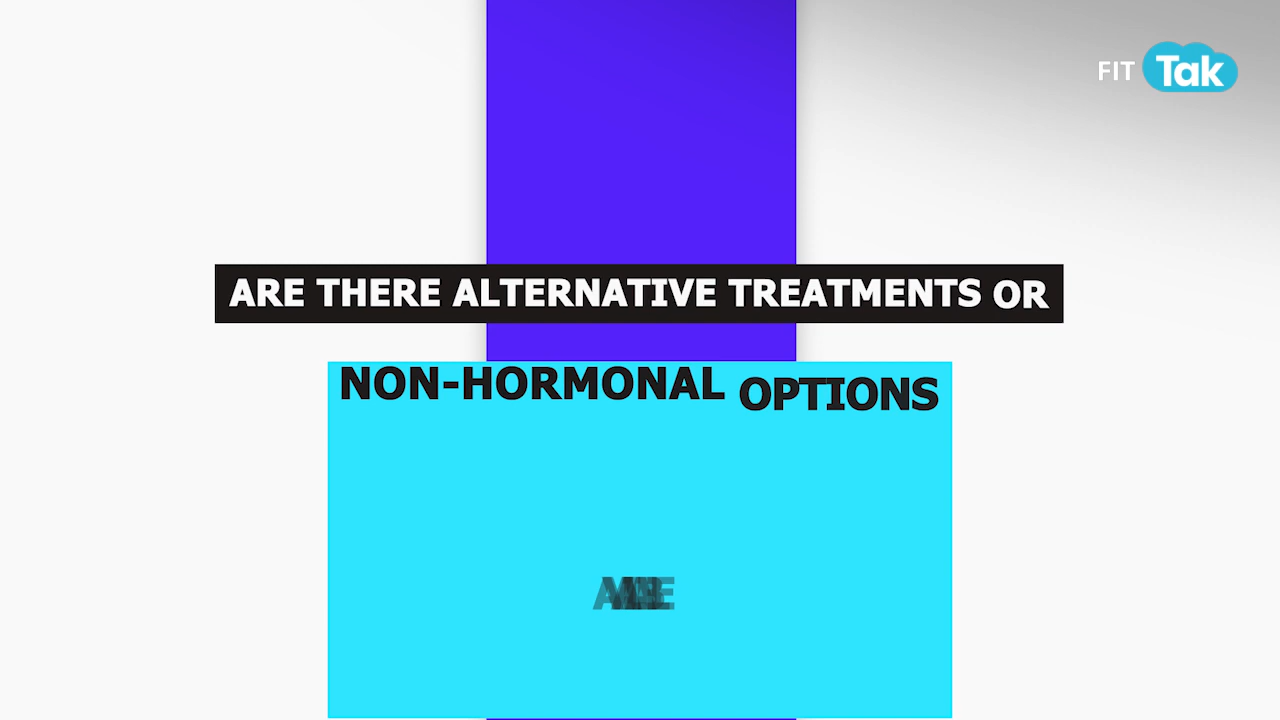 FIT Tak
ARE THERE ALTERNATIVE TREATMENTS OR
NON-HORMONAL OPTIONS